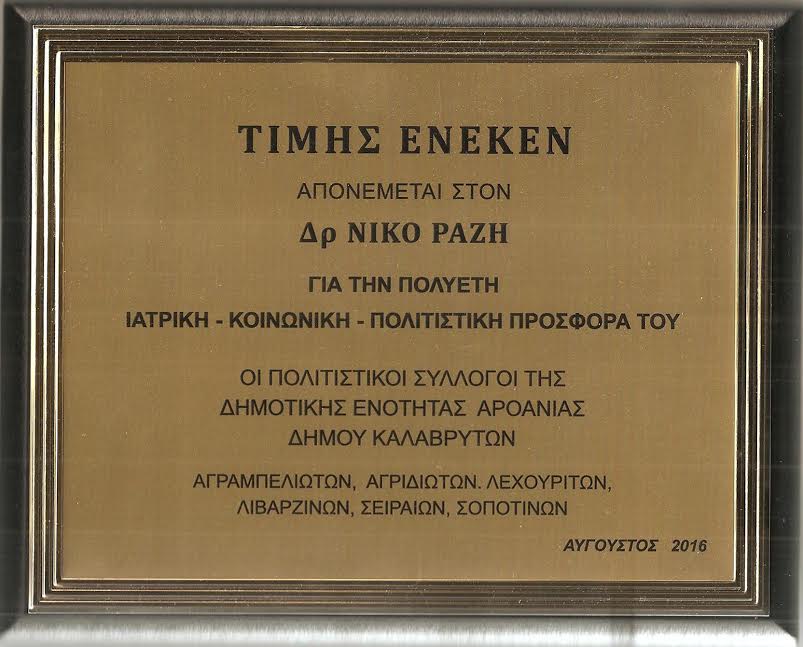 ΤΙΜΗΣ ΕΝΕΚΕΝ
ΑΠΟΝΕΜΕΤΑΙ ΣΤΟΝ
Δρ ΝΙΚΟ ΡΑΖΗ
ΓΙΑ ΤΗΝ ΠΟΛΥΕΤΗ
ΙΑΤΡΙΚΗ - ΚΟΙΝΩΝΙΚΗ - ΠΟΛΙΤΙΣΤΙΚΗ ΠΡΟΣΦΟΡΑ ΤΟΥ
ΟΙ ΠΟΛΙΤΙΣΤΙΚΟΙ ΣΥΛΛΟΓΟΙ ΤΗΣ
ΔΗΜΟΤΙΚΗΣ ΕΝΟΤΗΤΑΣ ΑΡΟΑΝΙΑΣ
ΔΗΜΟΥ ΚΑΛΑΒΡΥΤΩΝ
ΑΓΡΑΜΠΕΛΙΩΤΩΝ, ΑΓΡΙΔΙΩΤΩΝ. ΛΕΧΟΥΡΙΤΩΝ,
ΛΙΒΑΡΖΙΝΩΝ, ΣΕΙΡΑΙΩΝ, ΣΟΠΟΤΙΝΩΝ
ΑΥΓΟΥΣΤΟΣ 2016